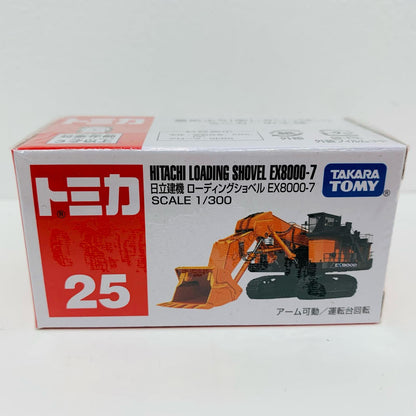 トミカ
25
HITACHI LOADING SHOVEL EX8000-7
日立建機 ローディングショベル EX8000-7
SCALE 1/300
TAKARA
TOMY
EX8000
アーム可動／運転台回転